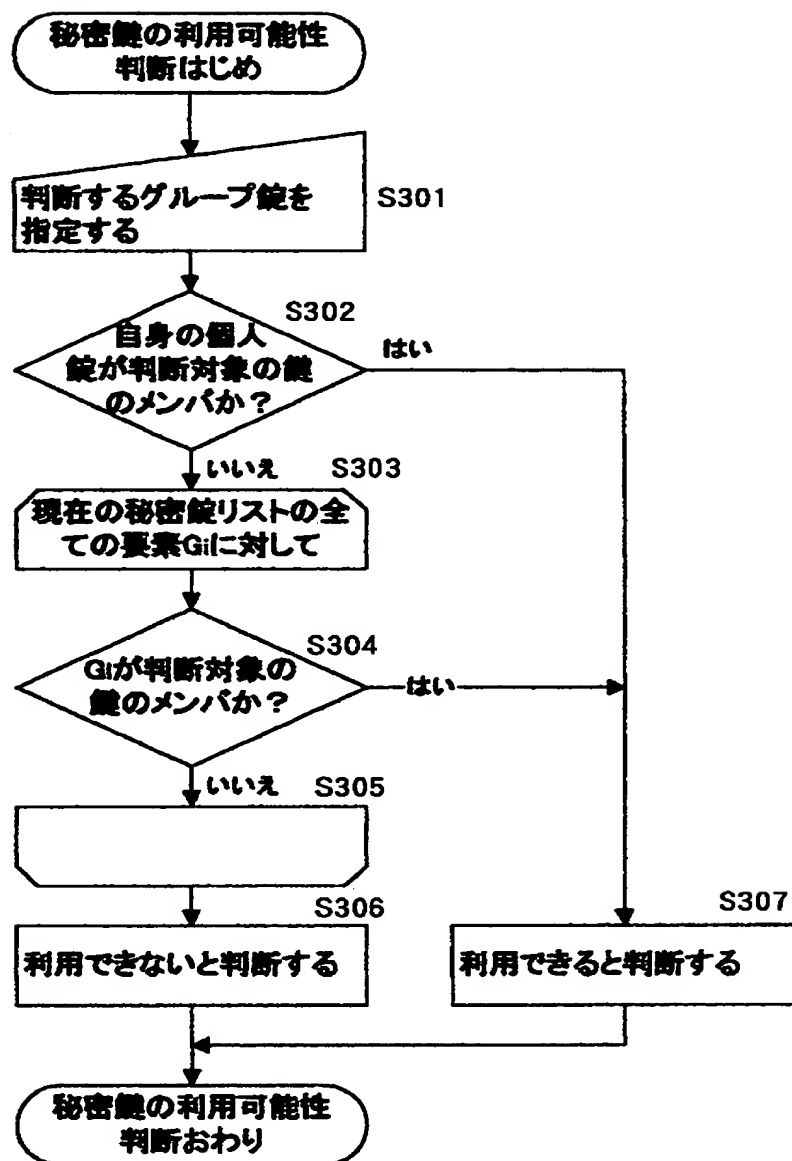 秘密鍵の利用可能性
判断はじめ
判断するグループ錠を
指定する
S301
S302
自身の個人
錠が判断対象の鍵
のメンバか？
はい
いいえ
S303
現在の秘密錠リストの全
ての要素Giに対して
S304
Giが判断対象の
鍵のメンバか？
はい
いいえ
S305
S306
利用できないと判断する
S307
利用できると判断する
秘密鍵の利用可能性
判断おわり